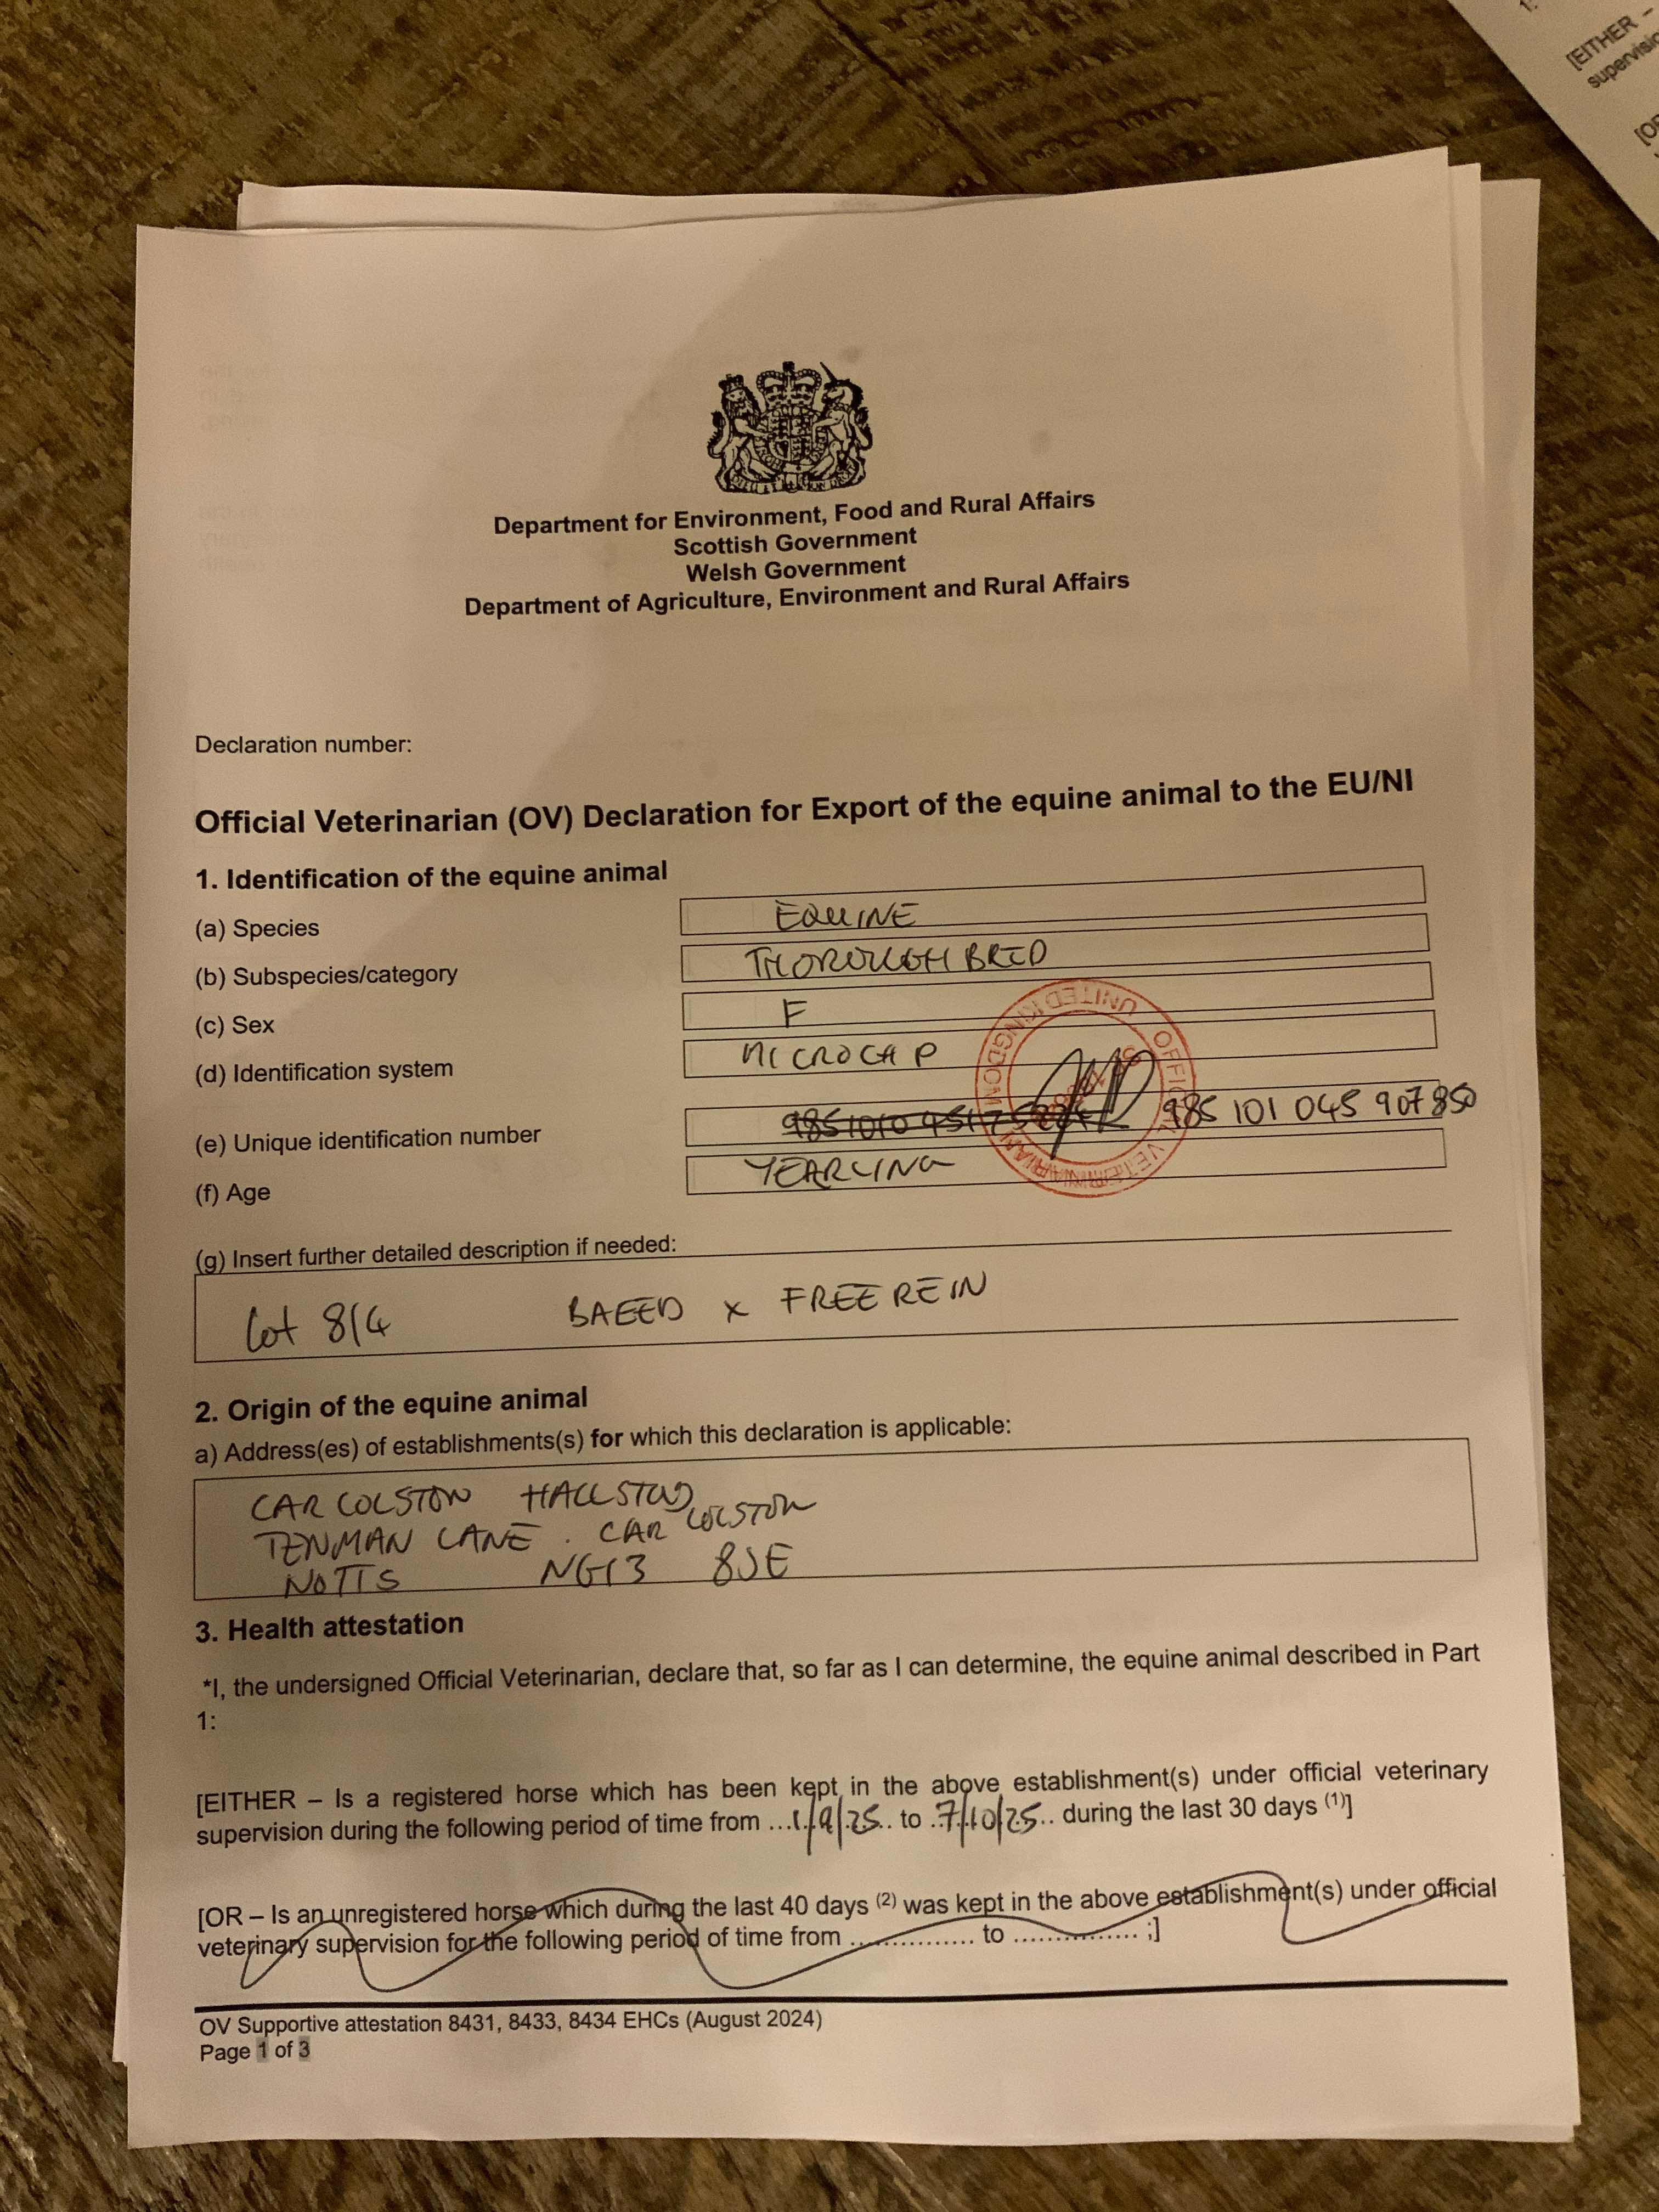 1:
[EITHER –
supervisio
[OR
Department for Environment, Food and Rural Affairs
Scottish Government
Welsh Government
Department of Agriculture, Environment and Rural Affairs
Declaration number:
Official Veterinarian (OV) Declaration for Export of the equine animal to the EU/NI
1. Identification of the equine animal
(a) Species EQUINE
(b) Subspecies/category THOROUGHBRED
(c) Sex F
(d) Identification system MICROCHP
(e) Unique identification number 985 101 045 907850
(f) Age YEARLING
OFFICIAL VETERINARIAN UNITED KINGDOM
(g) Insert further detailed description if needed:
Lot 814 BAEED x FREE REIN
2. Origin of the equine animal
a) Address(es) of establishments(s) for which this declaration is applicable:
CAR COLSTON HALL STUD
TENMAN LANE . CAR COLSTON
NOTTS NG13 8JE
3. Health attestation
*I, the undersigned Official Veterinarian, declare that, so far as I can determine, the equine animal described in Part
1:
[EITHER – Is a registered horse which has been kept in the above establishment(s) under official veterinary
supervision during the following period of time from ...1/9/25.. to ..7/10/25.. during the last 30 days (1)]
[OR – Is an unregistered horse which during the last 40 days (2) was kept in the above establishment(s) under official
veterinary supervision for the following period of time from ............... to ............... ;]
OV Supportive attestation 8431, 8433, 8434 EHCs (August 2024)
Page 1 of 3